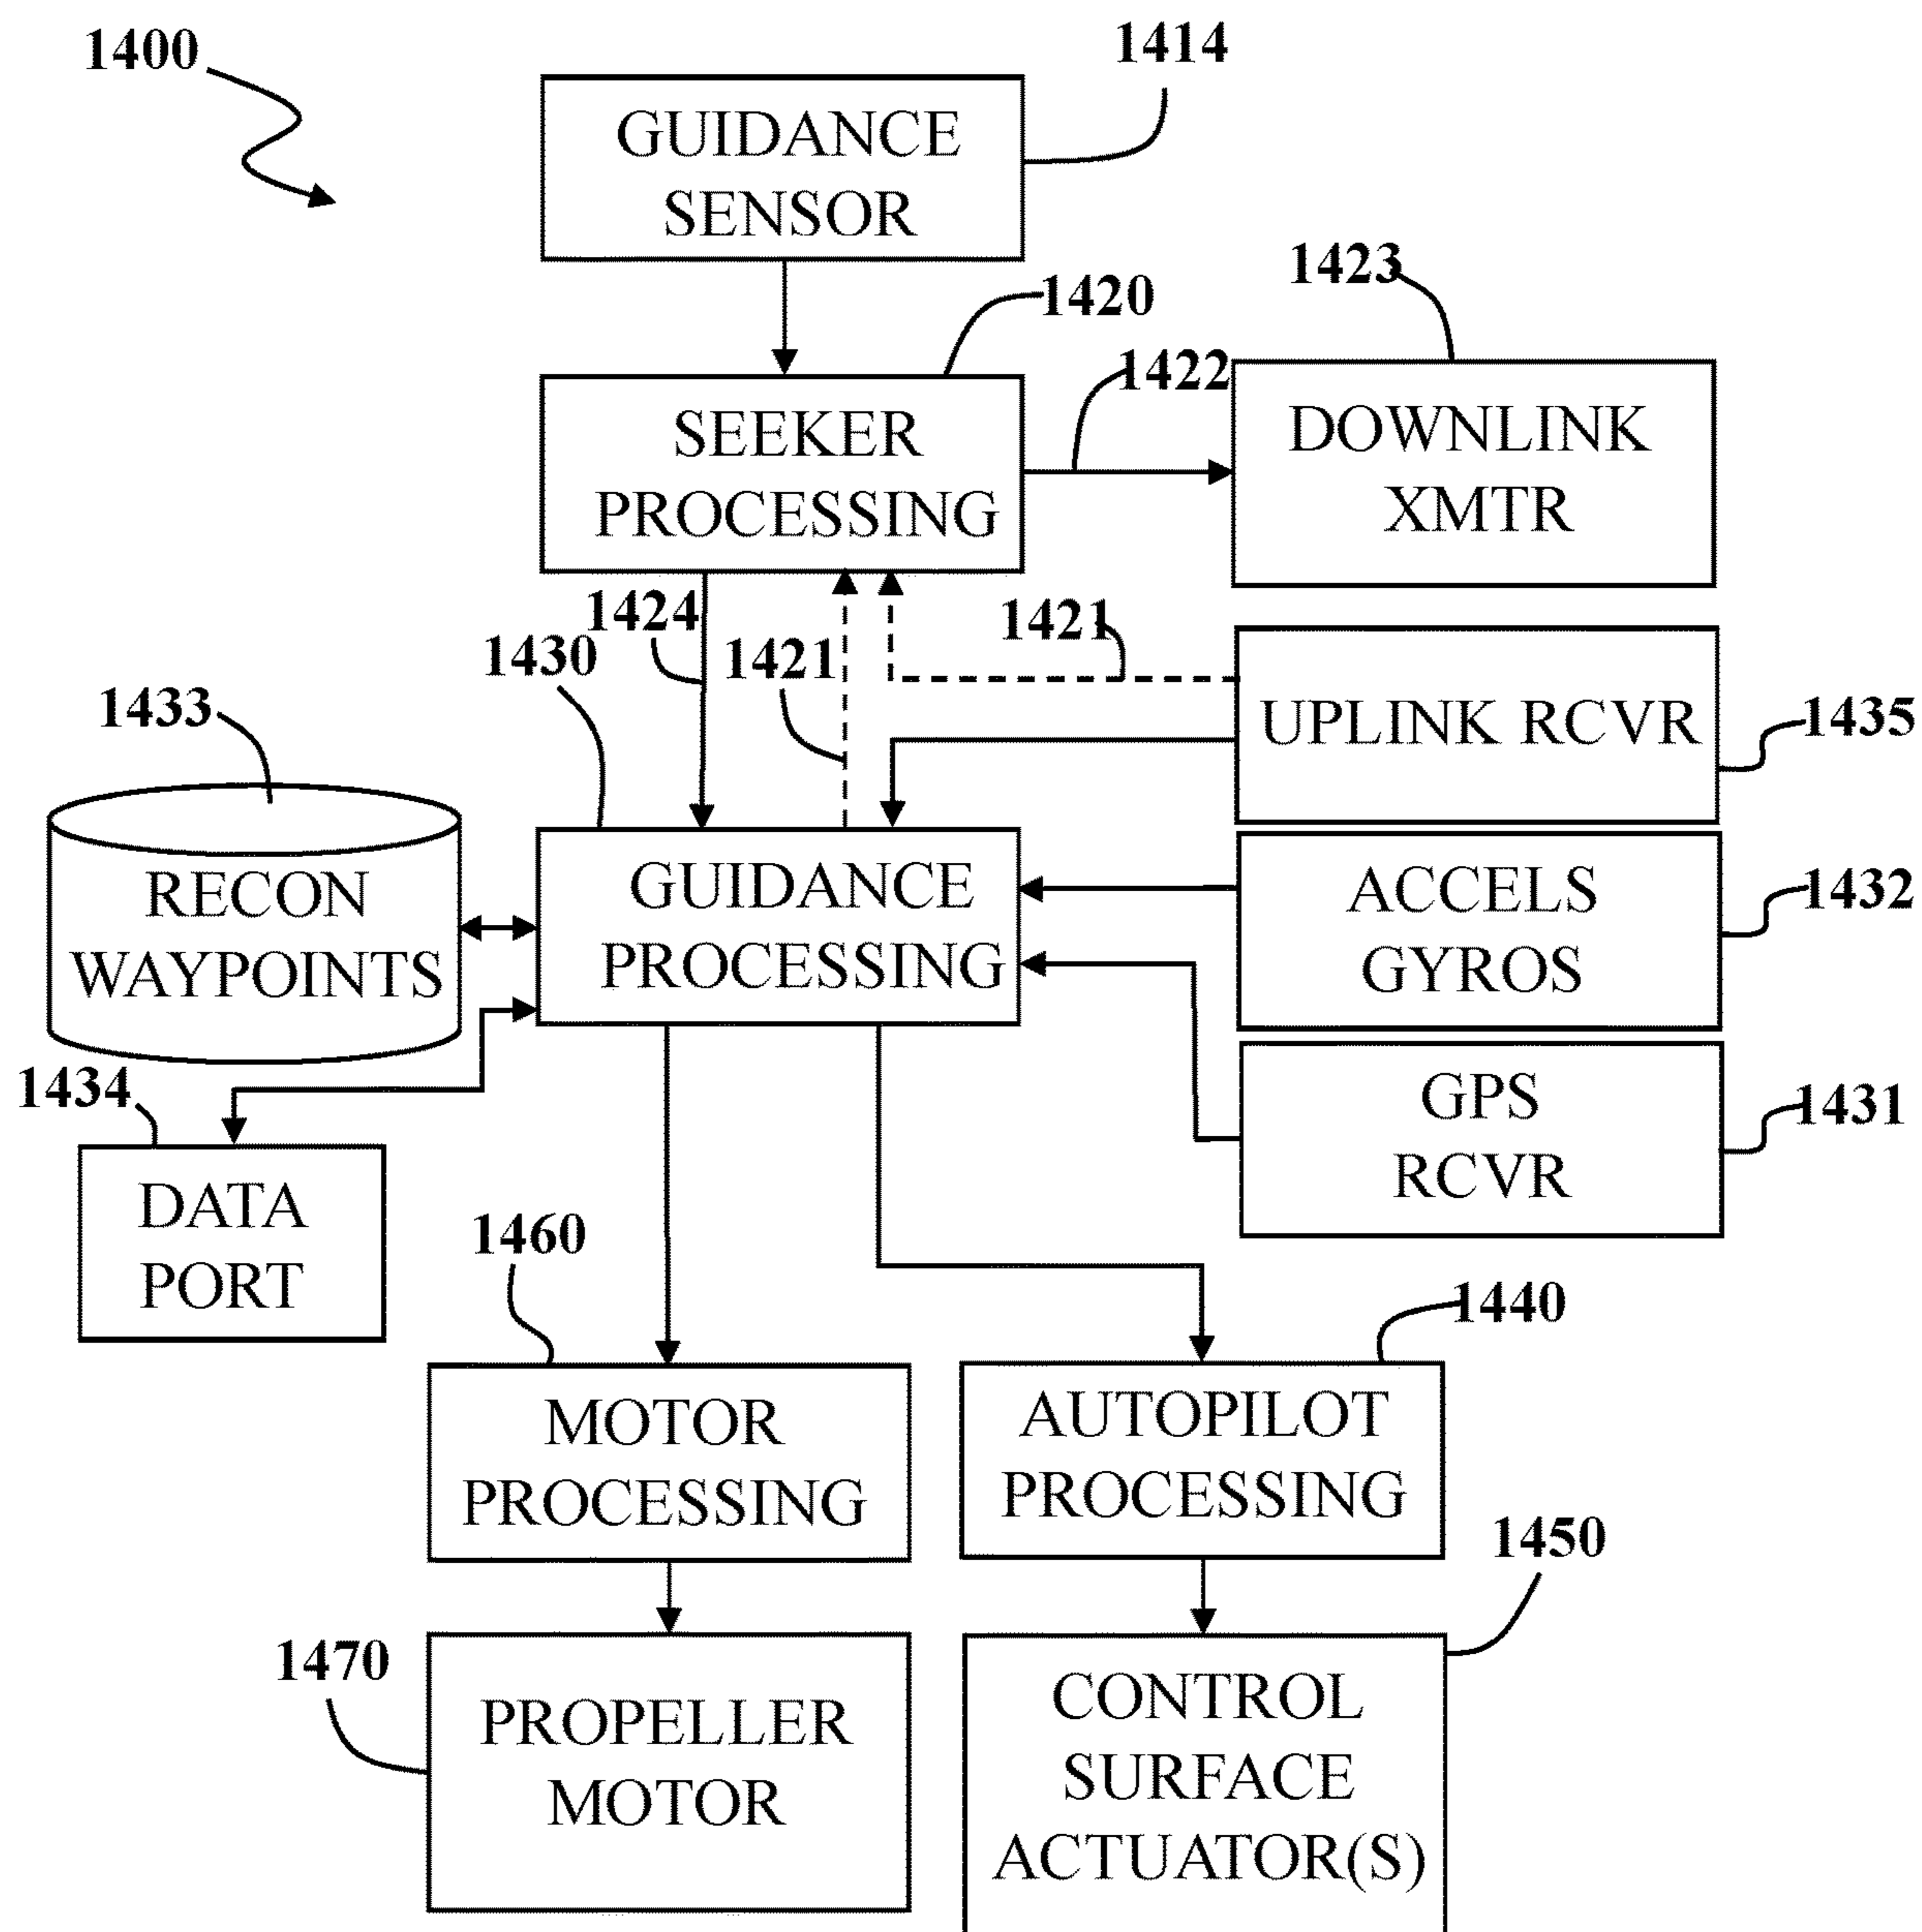 1400
1414
GUIDANCE
SENSOR
1423
1420
1422
SEEKER
PROCESSING
DOWNLINK
XMTR
1424
1421
1430
1421
UPLINK RCVR
1435
1433
RECON
WAYPOINTS
GUIDANCE
PROCESSING
ACCELS
GYROS
1432
1434
DATA
PORT
GPS
RCVR
1431
1460
1440
MOTOR
PROCESSING
AUTOPILOT
PROCESSING
1450
1470
PROPELLER
MOTOR
CONTROL
SURFACE
ACTUATOR(S)